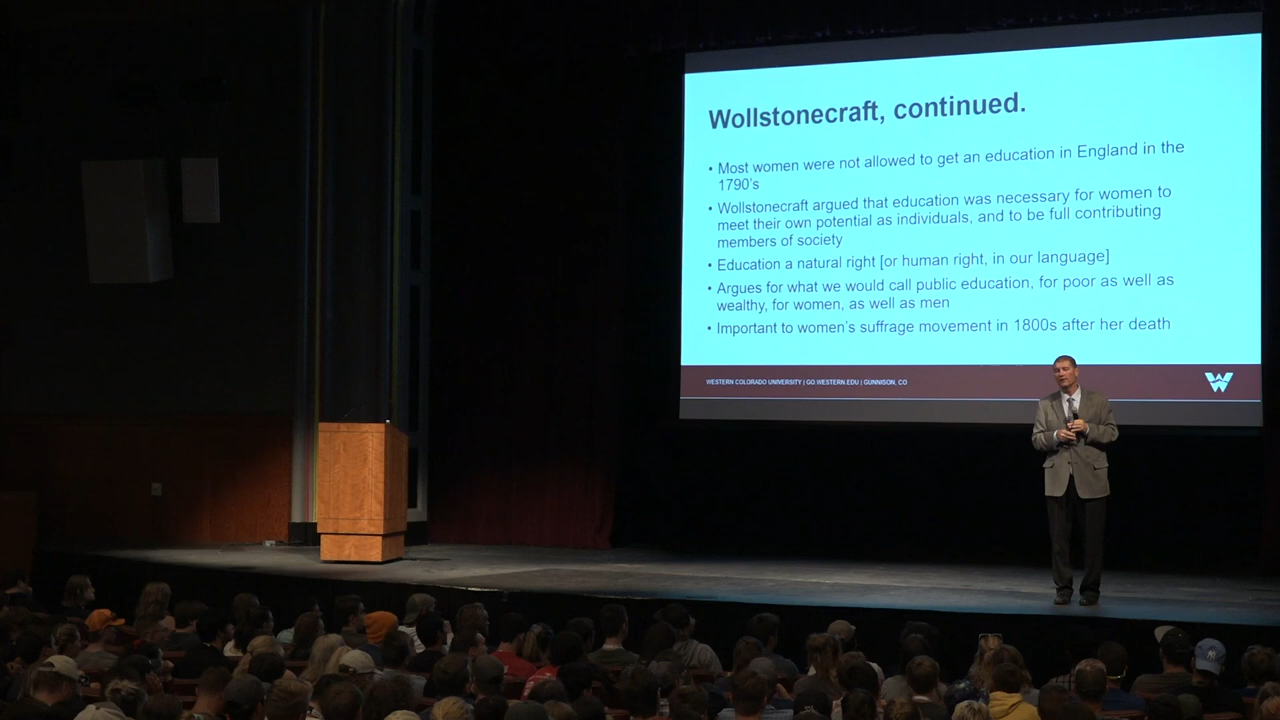 Wollstonecraft, continued.
• Most women were not allowed to get an education in England in the
1790's
• Wollstonecraft argued that education was necessary for women to
meet their own potential as individuals, and to be full contributing
members of society
• Education a natural right [or human right, in our language]
• Argues for what we would call public education, for poor as well as
wealthy, for women, as well as men
• Important to women's suffrage movement in 1800s after her death
WESTERN COLORADO UNIVERSITY | GO.WESTERN.EDU | GUNNISON, CO
W